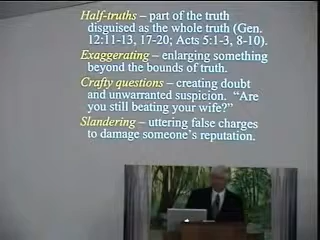 Half-truths – part of the truth
disguised as the whole truth (Gen.
12:11-13, 17-20; Acts 5:1-3, 8-10).
Exaggerating – enlarging something
beyond the bounds of truth.
Crafty questions – creating doubt
and unwarranted suspicion. “Are
you still beating your wife?”
Slandering – uttering false charges
to damage someone’s reputation.